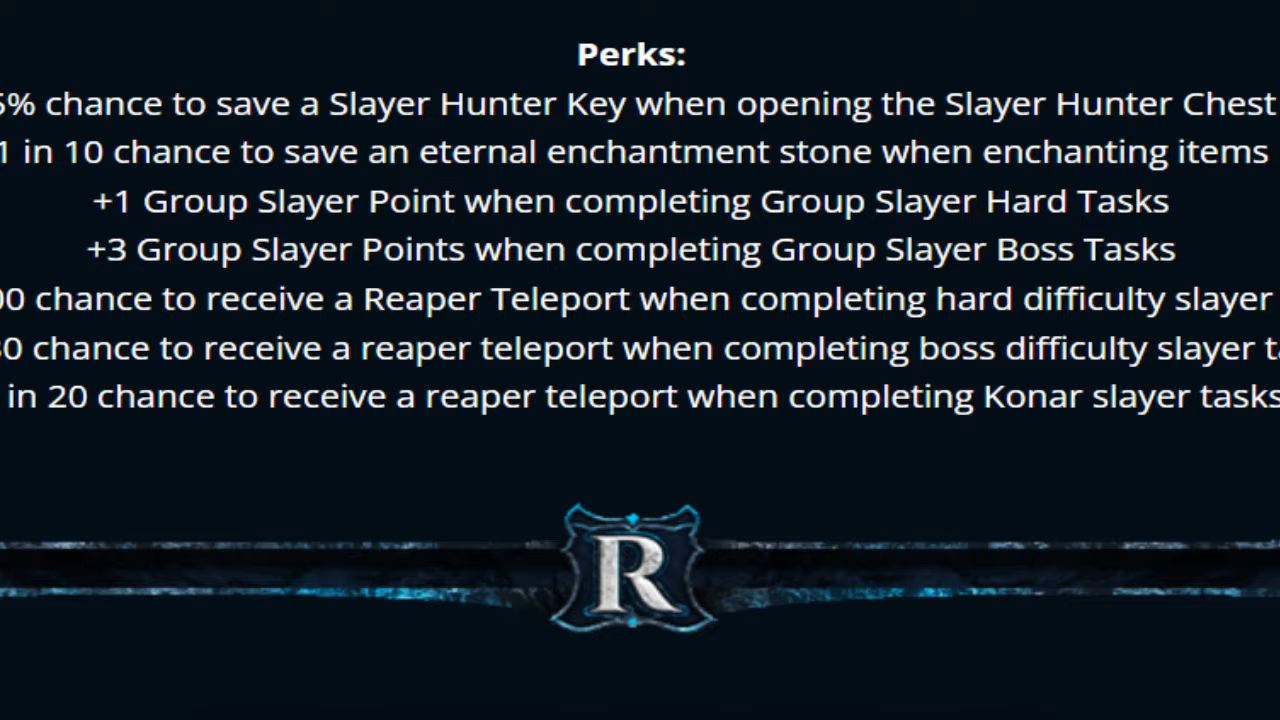 Perks:
% chance to save a Slayer Hunter Key when opening the Slayer Hunter Chest
1 in 10 chance to save an eternal enchantment stone when enchanting items
+1 Group Slayer Point when completing Group Slayer Hard Tasks
+3 Group Slayer Points when completing Group Slayer Boss Tasks
chance to receive a Reaper Teleport when completing hard difficulty slayer
chance to receive a reaper teleport when completing boss difficulty slayer
in 20 chance to receive a reaper teleport when completing Konar slayer tasks
R